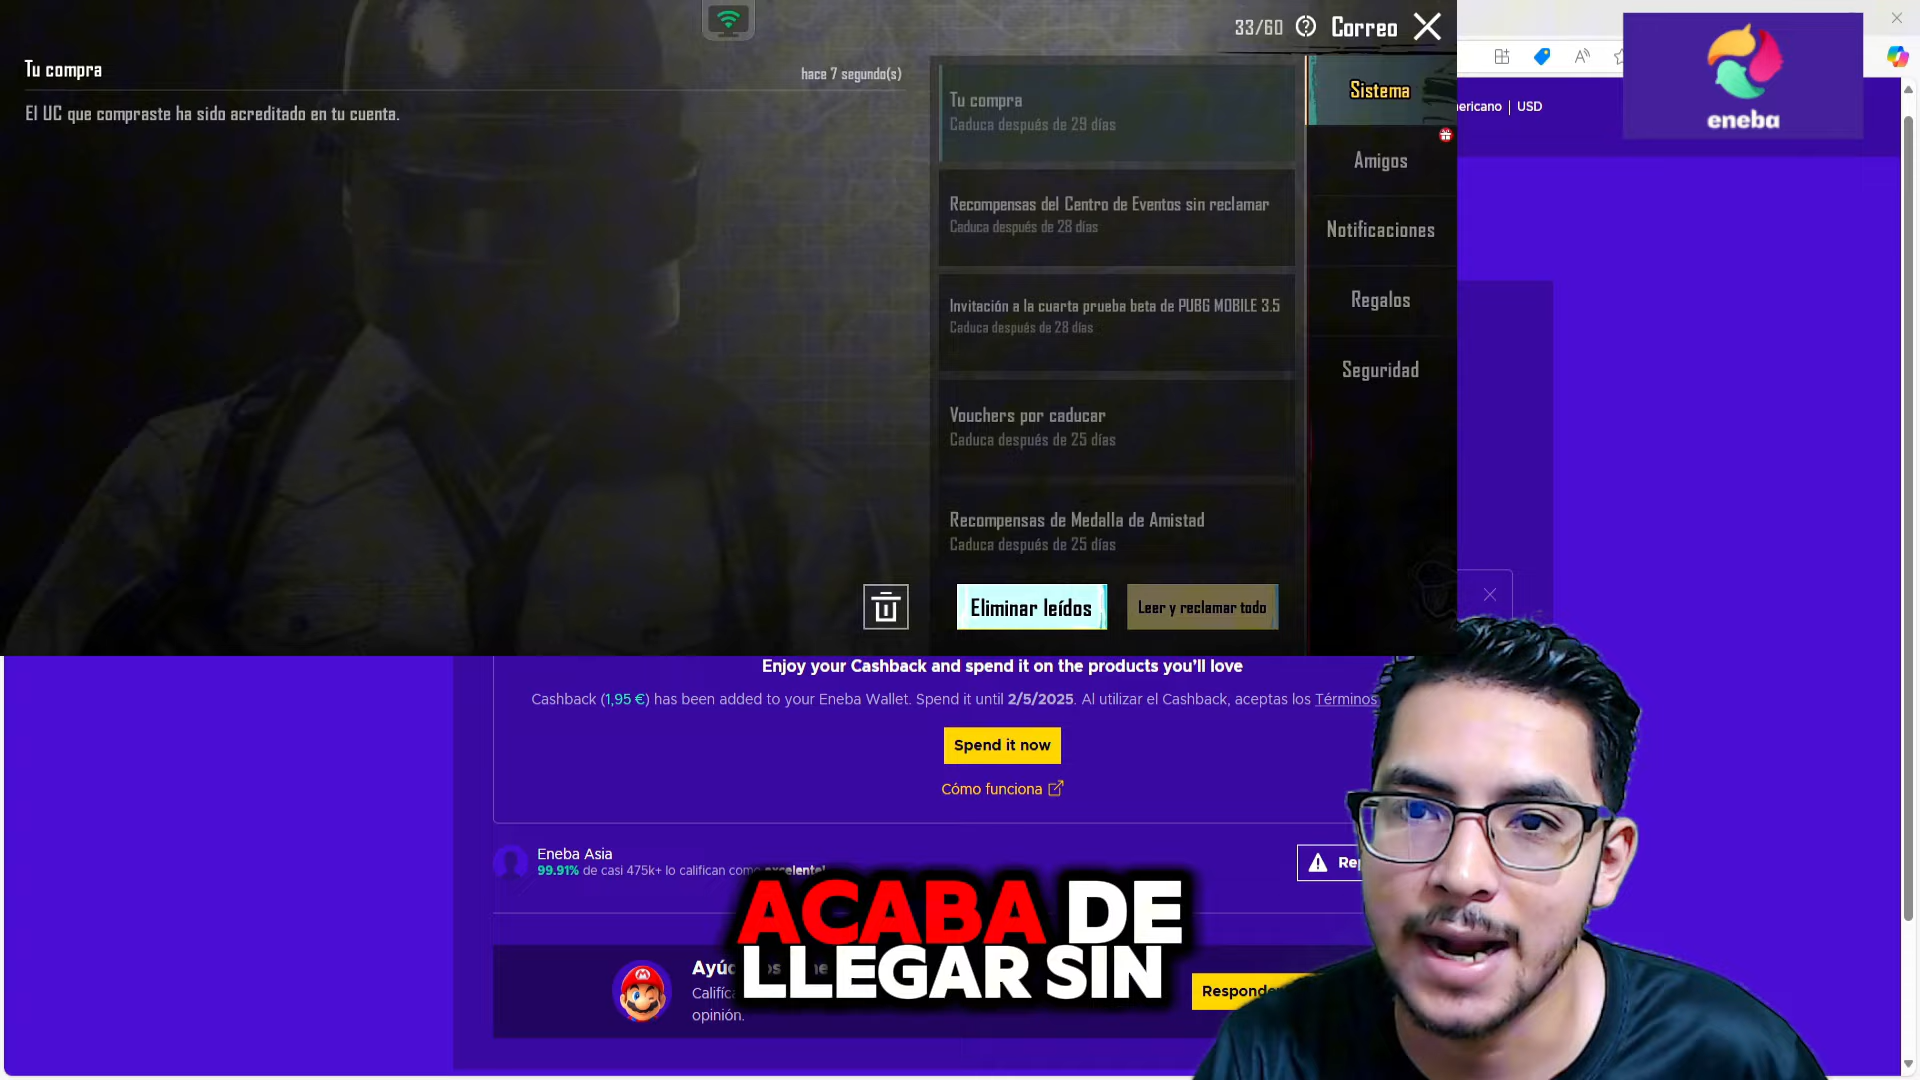 33/60
Correo
Tu compra
hace 7 segundo(s)
El UC que compraste ha sido acreditado en tu cuenta.
Tu compra
Caduca después de 29 días
Recompensas del Centro de Eventos sin reclamar
Caduca después de 28 días
Invitación a la cuarta prueba beta de PUBG MOBILE 3.5
Caduca después de 28 días
Vouchers por caducar
Caduca después de 25 días
Recompensas de Medalla de Amistad
Caduca después de 25 días
Eliminar leídos
Leer y reclamar todo
Sistema
Amigos
Notificaciones
Regalos
Seguridad
USD
eneba
Enjoy your Cashback and spend it on the products you'll love
Cashback (1,95 €) has been added to your Eneba Wallet. Spend it until 2/5/2025. Al utilizar el Cashback, aceptas los Términos
Spend it now
Cómo funciona
Eneba Asia
99.91% de casi 475k+ lo califican como excelente!
ACABA DE
LLEGAR SIN
opinión.